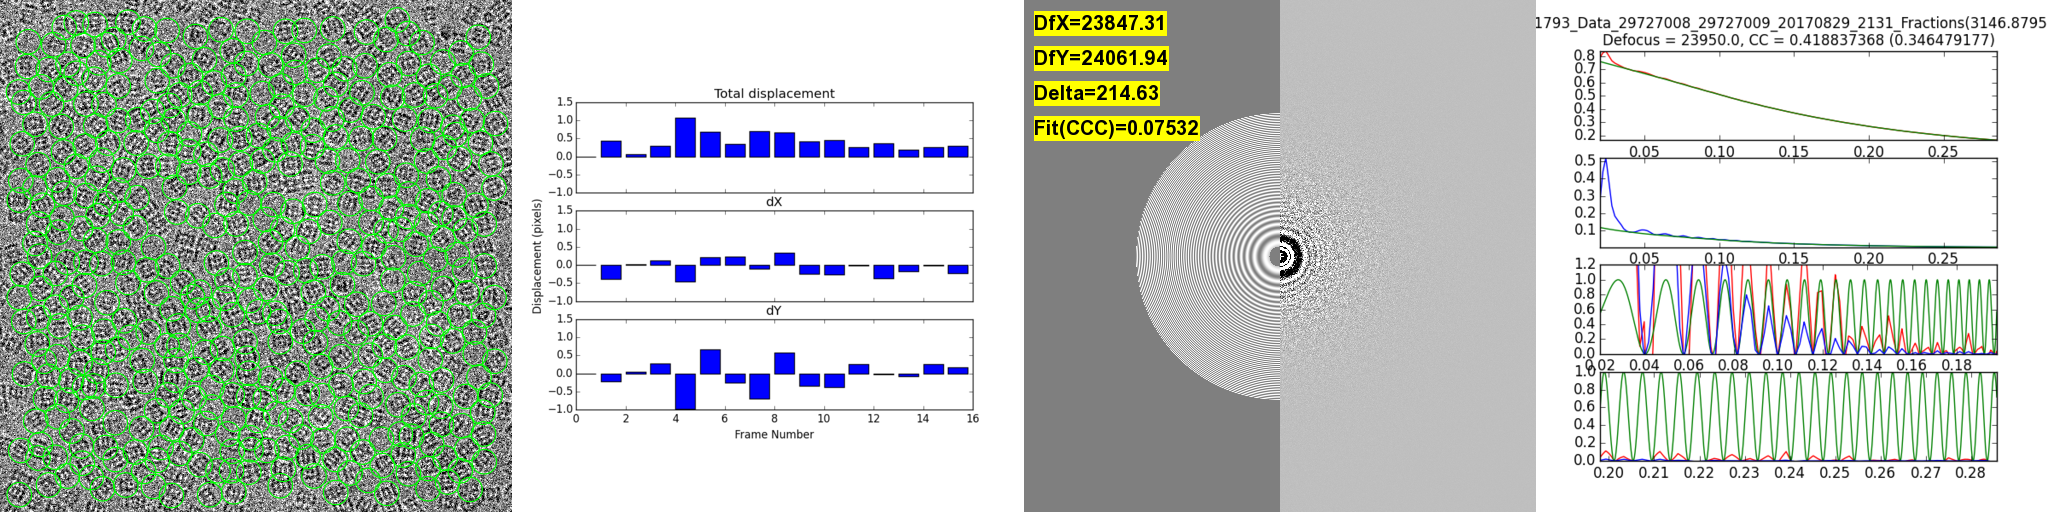 Total displacement
1.5
1.0
0.5
0.0
−0.5
−1.0
dX
1.5
1.0
0.5
0.0
−0.5
−1.0
dY
1.5
1.0
0.5
0.0
−0.5
−1.0
0 2 4 6 8 10 12 14 16
Frame Number
Displacement (pixels)
DfX=23847.31
DfY=24061.94
Delta=214.63
Fit(CCC)=0.07532
1793_Data_29727008_29727009_20170829_2131_Fractions(3146.8795
Defocus = 23950.0, CC = 0.418837368 (0.346479177)
0.8
0.7
0.6
0.5
0.4
0.3
0.2
0.05 0.10 0.15 0.20 0.25
0.5
0.4
0.3
0.2
0.1
0.05 0.10 0.15 0.20 0.25
1.2
1.0
0.8
0.6
0.4
0.2
0.0
0.02 0.04 0.06 0.08 0.10 0.12 0.14 0.16 0.18
1.0
0.8
0.6
0.4
0.2
0.0
0.20 0.21 0.22 0.23 0.24 0.25 0.26 0.27 0.28